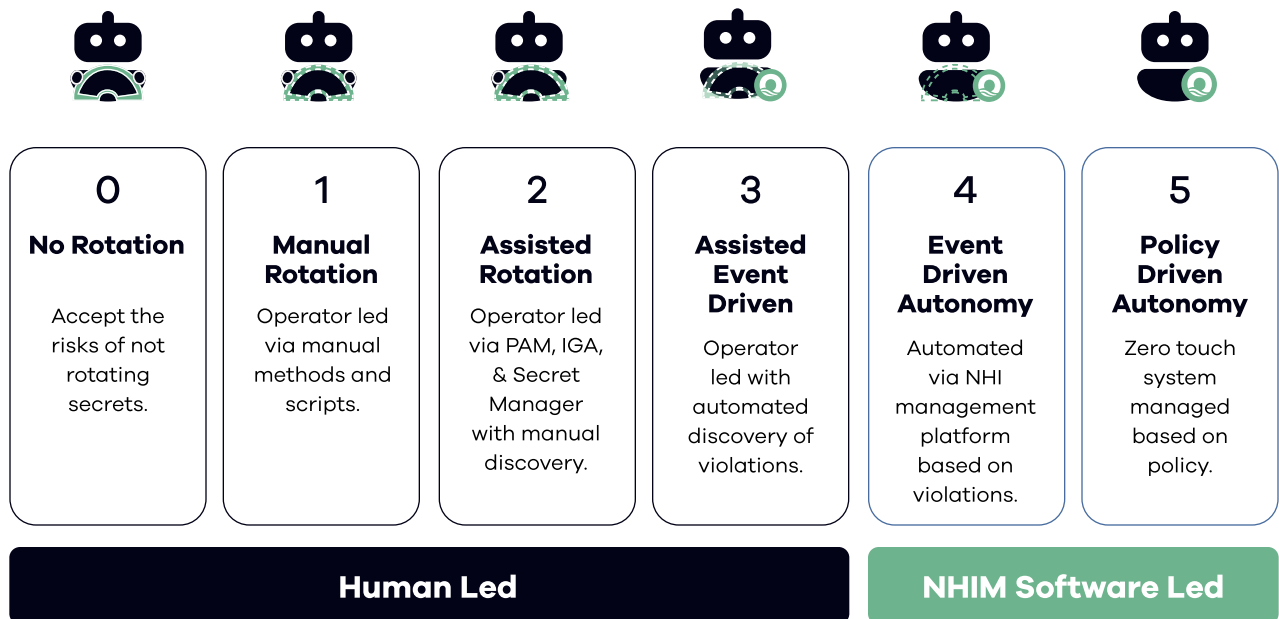 0
No Rotation
Accept the
risks of not
rotating
secrets.
1
Manual
Rotation
Operator led
via manual
methods and
scripts.
2
Assisted
Rotation
Operator led
via PAM, IGA,
& Secret
Manager
with manual
discovery.
3
Assisted
Event
Driven
Operator
led with
automated
discovery of
violations.
4
Event
Driven
Autonomy
Automated
via NHI
management
platform
based on
violations.
5
Policy
Driven
Autonomy
Zero touch
system
managed
based on
policy.
Human Led
NHIM Software Led